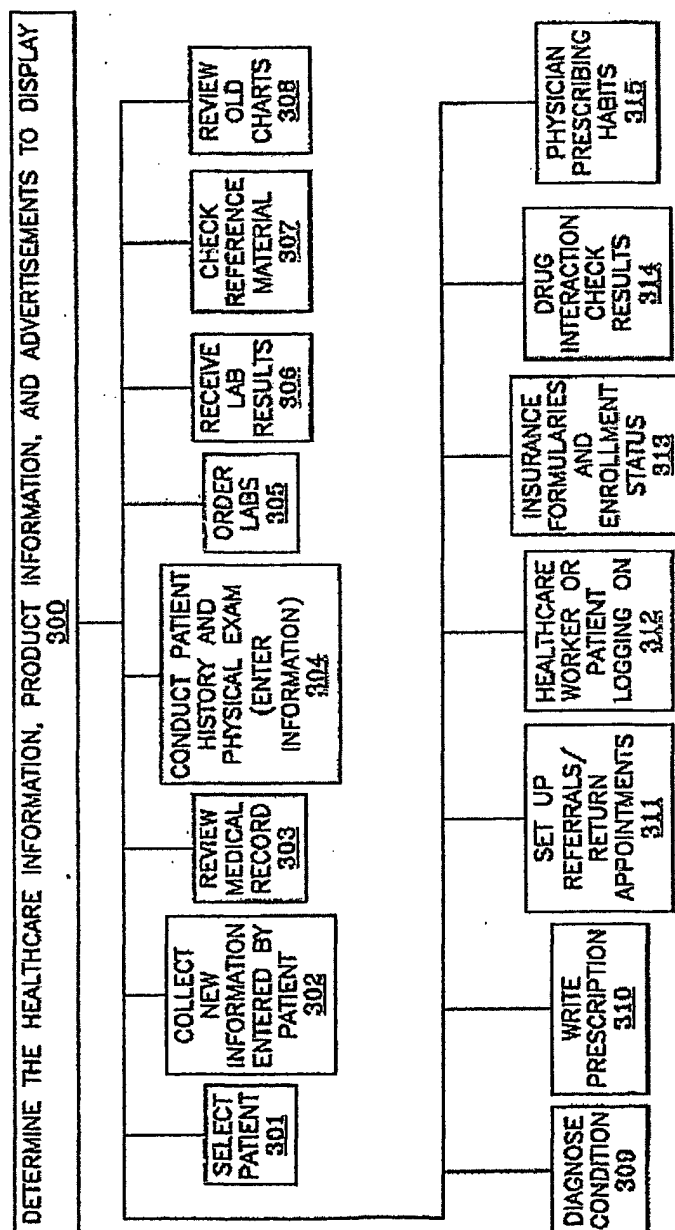 DETERMINE THE HEALTHCARE INFORMATION, PRODUCT INFORMATION, AND ADVERTISEMENTS TO DISPLAY
300
SELECT
PATIENT
301
COLLECT
NEW
INFORMATION
ENTERED BY
PATIENT
302
REVIEW
MEDICAL
RECORD
303
CONDUCT PATIENT
HISTORY AND
PHYSICAL EXAM
(ENTER
INFORMATION)
304
ORDER
LABS
305
RECEIVE
LAB
RESULTS
306
CHECK
REFERENCE
MATERIAL
307
REVIEW
OLD
CHARTS
308
DIAGNOSE
CONDITION
309
WRITE
PRESCRIPTION
310
SET UP
REFERRALS/
RETURN
APPOINTMENTS
311
HEALTHCARE
WORKER OR
PATIENT
LOGGING ON
312
INSURANCE
FORMULARIES
AND
ENROLLMENT
STATUS
313
DRUG
INTERACTION
CHECK
RESULTS
314
PHYSICIAN
PRESCRIBING
HABITS
315